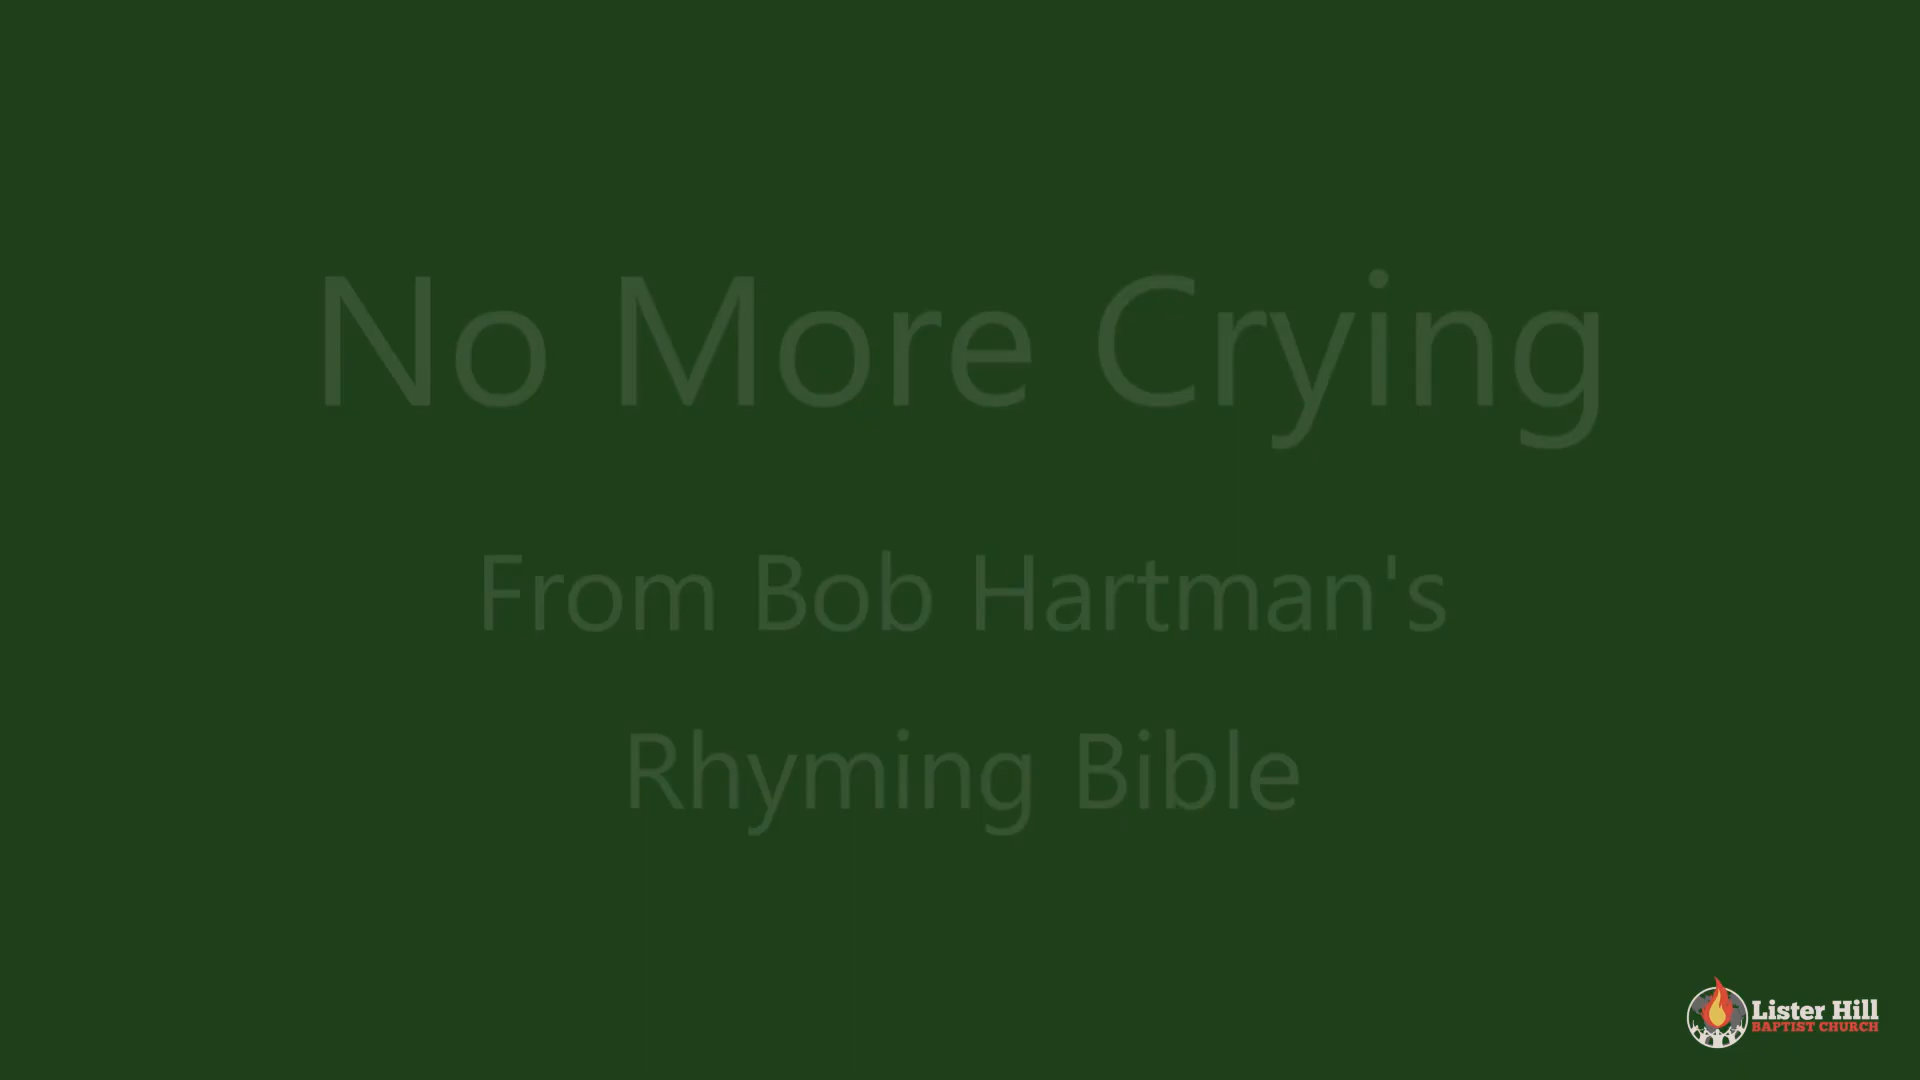 No More Crying
From Bob Hartman's
Rhyming Bible
Lister Hill
BAPTIST CHURCH